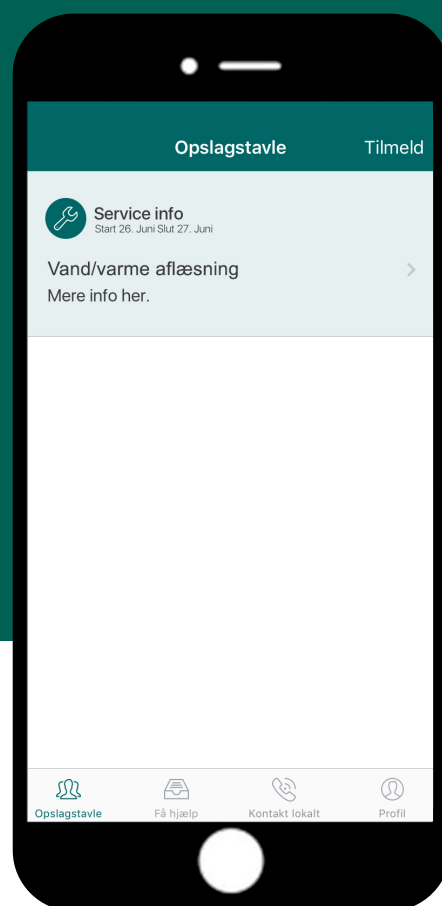 Opslagstavle
Tilmeld
Service info
Start 26. Juni Slut 27. Juni
Vand/varme aflæsning
Mere info her.
Opslagstavle
Få hjælp
Kontakt lokalt
Profil